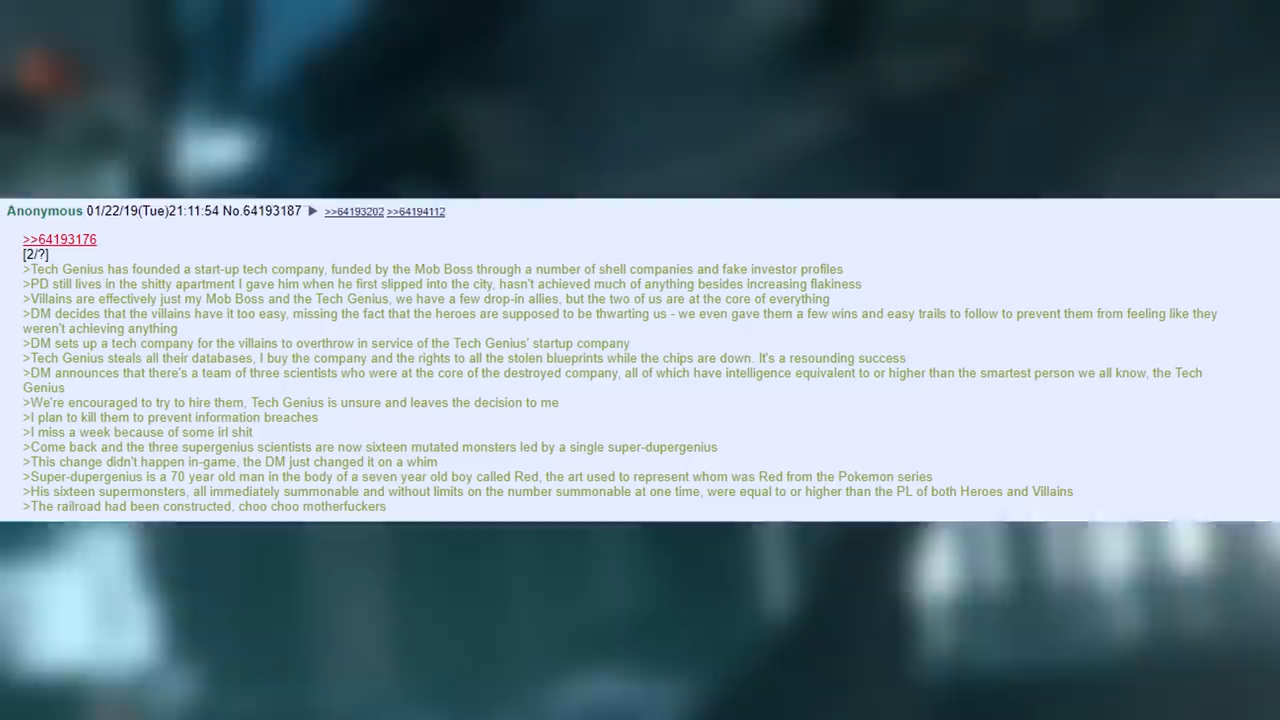 Anonymous 01/22/19(Tue)21:11:54 No.64193187 ▶ >>64193202 >>64194112
>>64193176
[2/?]
>Tech Genius has founded a start-up tech company, funded by the Mob Boss through a number of shell companies and fake investor profiles
>PD still lives in the shitty apartment I gave him when he first slipped into the city, hasn't achieved much of anything besides increasing flakiness
>Villains are effectively just my Mob Boss and the Tech Genius, we have a few drop-in allies, but the two of us are at the core of everything
>DM decides that the villains have it too easy, missing the fact that the heroes are supposed to be thwarting us - we even gave them a few wins and easy trails to follow to prevent them from feeling like they
weren't achieving anything
>DM sets up a tech company for the villains to overthrow in service of the Tech Genius' startup company
>Tech Genius steals all their databases, I buy the company and the rights to all the stolen blueprints while the chips are down. It's a resounding success
>DM announces that there's a team of three scientists who were at the core of the destroyed company, all of which have intelligence equivalent to or higher than the smartest person we all know, the Tech
Genius
>We're encouraged to try to hire them, Tech Genius is unsure and leaves the decision to me
>I plan to kill them to prevent information breaches
>I miss a week because of some irl shit
>Come back and the three supergenius scientists are now sixteen mutated monsters led by a single super-dupergenius
>This change didn't happen in-game, the DM just changed it on a whim
>Super-dupergenius is a 70 year old man in the body of a seven year old boy called Red, the art used to represent whom was Red from the Pokemon series
>His sixteen supermonsters, all immediately summonable and without limits on the number summonable at one time, were equal to or higher than the PL of both Heroes and Villains
>The railroad had been constructed, choo choo motherfuckers